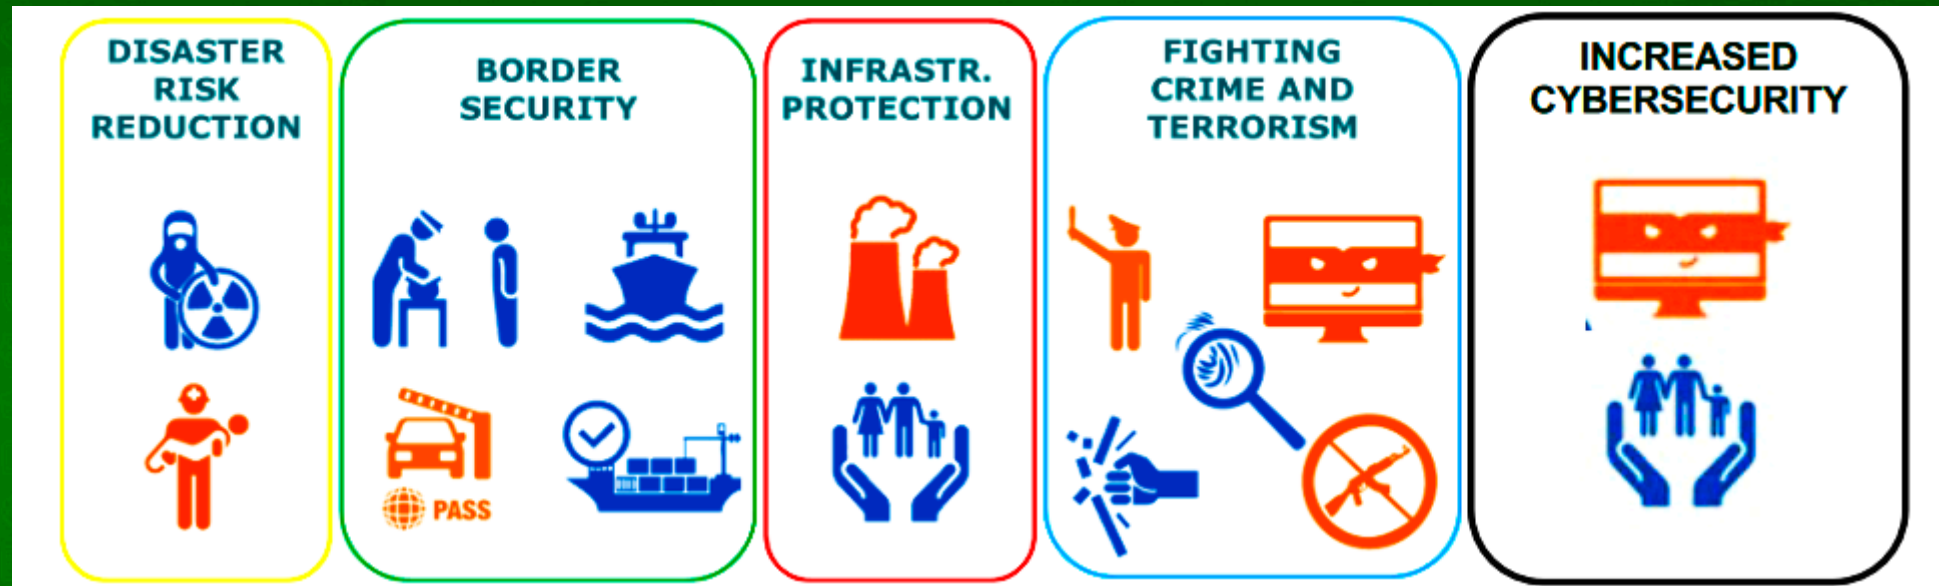 DISASTER
RISK
REDUCTION
BORDER
SECURITY
INFRASTR.
PROTECTION
FIGHTING
CRIME AND
TERRORISM
INCREASED
CYBERSECURITY
PASS